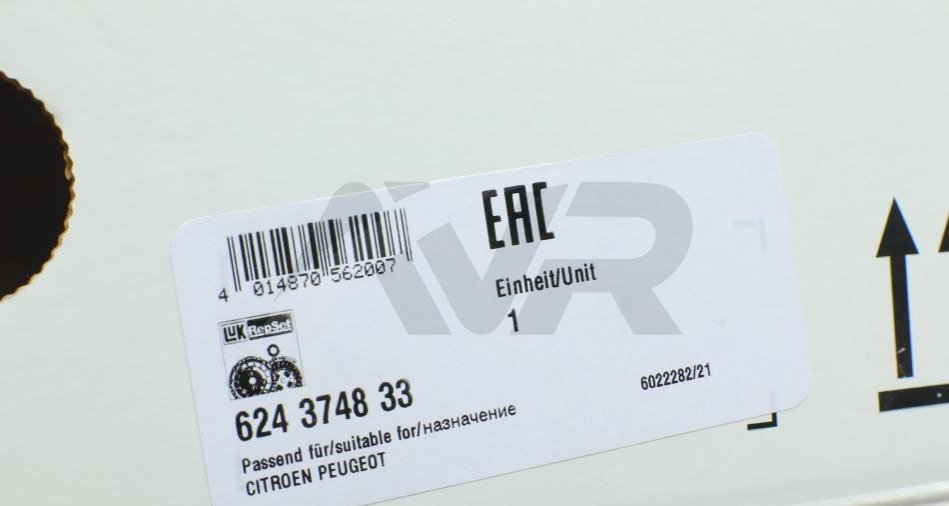 EAC
4 014870 562007
Einheit/Unit
1
LUK RepSet
624 3748 33
6022282/21
Passend für/suitable for/назначение
CITROEN PEUGEOT
AVR